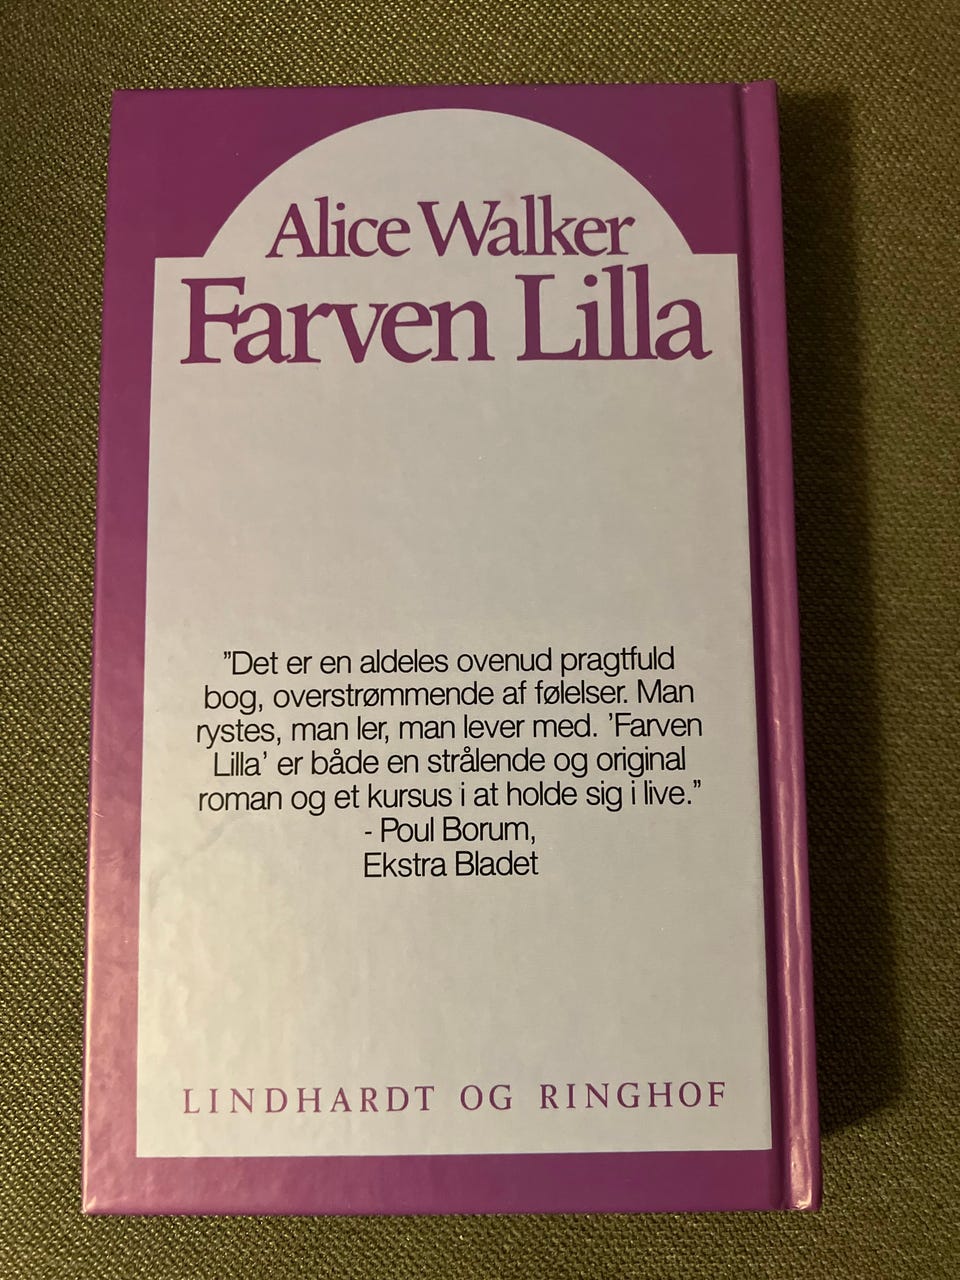 Alice Walker
Farven Lilla
”Det er en aldeles ovenud pragtfuld
bog, overstrømmende af følelser. Man
rystes, man ler, man lever med. ’Farven
Lilla’ er både en strålende og original
roman og et kursus i at holde sig i live.”
- Poul Borum,
Ekstra Bladet
LINDHARDT OG RINGHOF